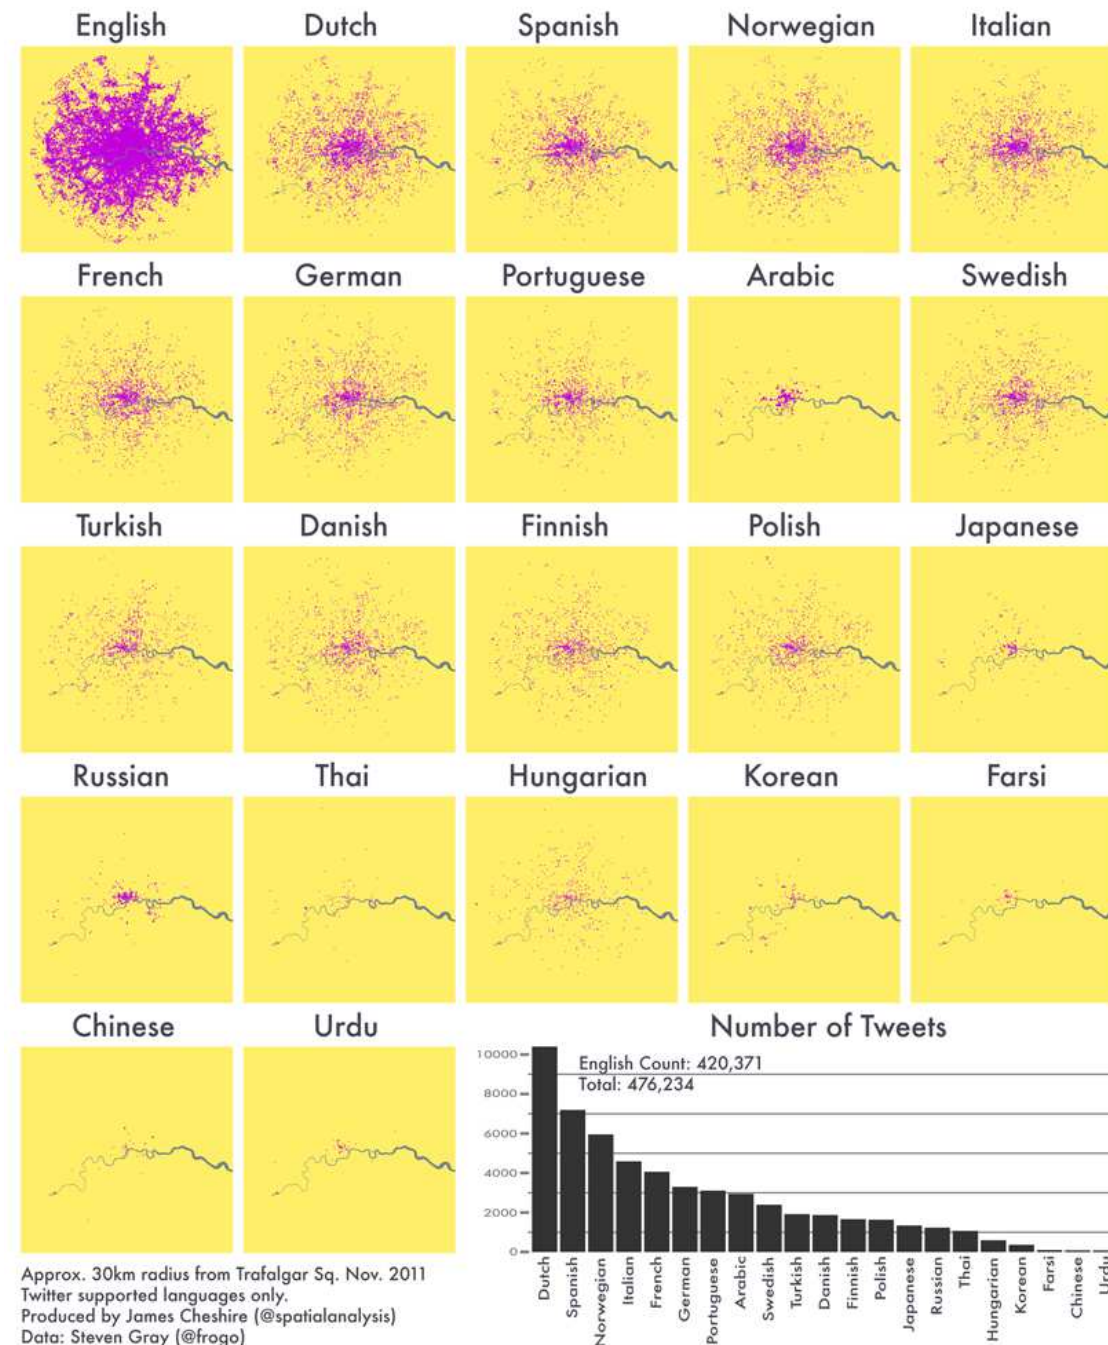 English Dutch Spanish Norwegian Italian
French German Portuguese Arabic Swedish
Turkish Danish Finnish Polish Japanese
Russian Thai Hungarian Korean Farsi
Chinese Urdu Number of Tweets
English Count: 420,371
Total: 476,234
10000
8000
6000
4000
2000
0
Dutch
Spanish
Norwegian
Italian
French
German
Portuguese
Arabic
Swedish
Turkish
Danish
Finnish
Polish
Japanese
Russian
Thai
Hungarian
Korean
Farsi
Chinese
Urdu
Approx. 30km radius from Trafalgar Sq. Nov. 2011
Twitter supported languages only.
Produced by James Cheshire (@spatialanalysis)
Data: Steven Gray (@frogo)